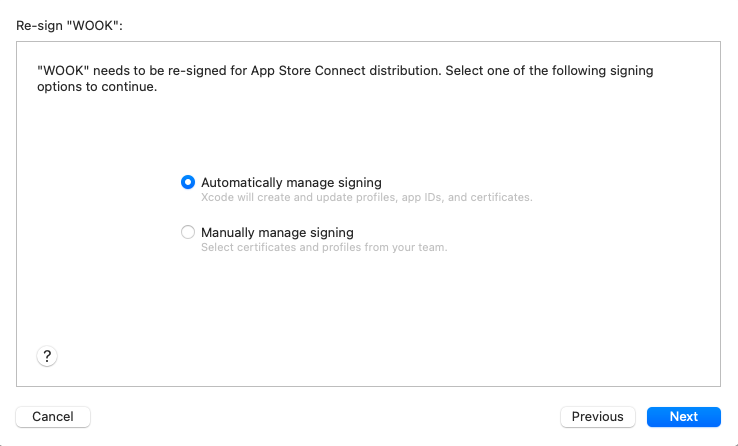 Re-sign "WOOK":
"WOOK" needs to be re-signed for App Store Connect distribution. Select one of the following signing
options to continue.
Automatically manage signing
Xcode will create and update profiles, app IDs, and certificates.
Manually manage signing
Select certificates and profiles from your team.
?
Cancel
Previous
Next